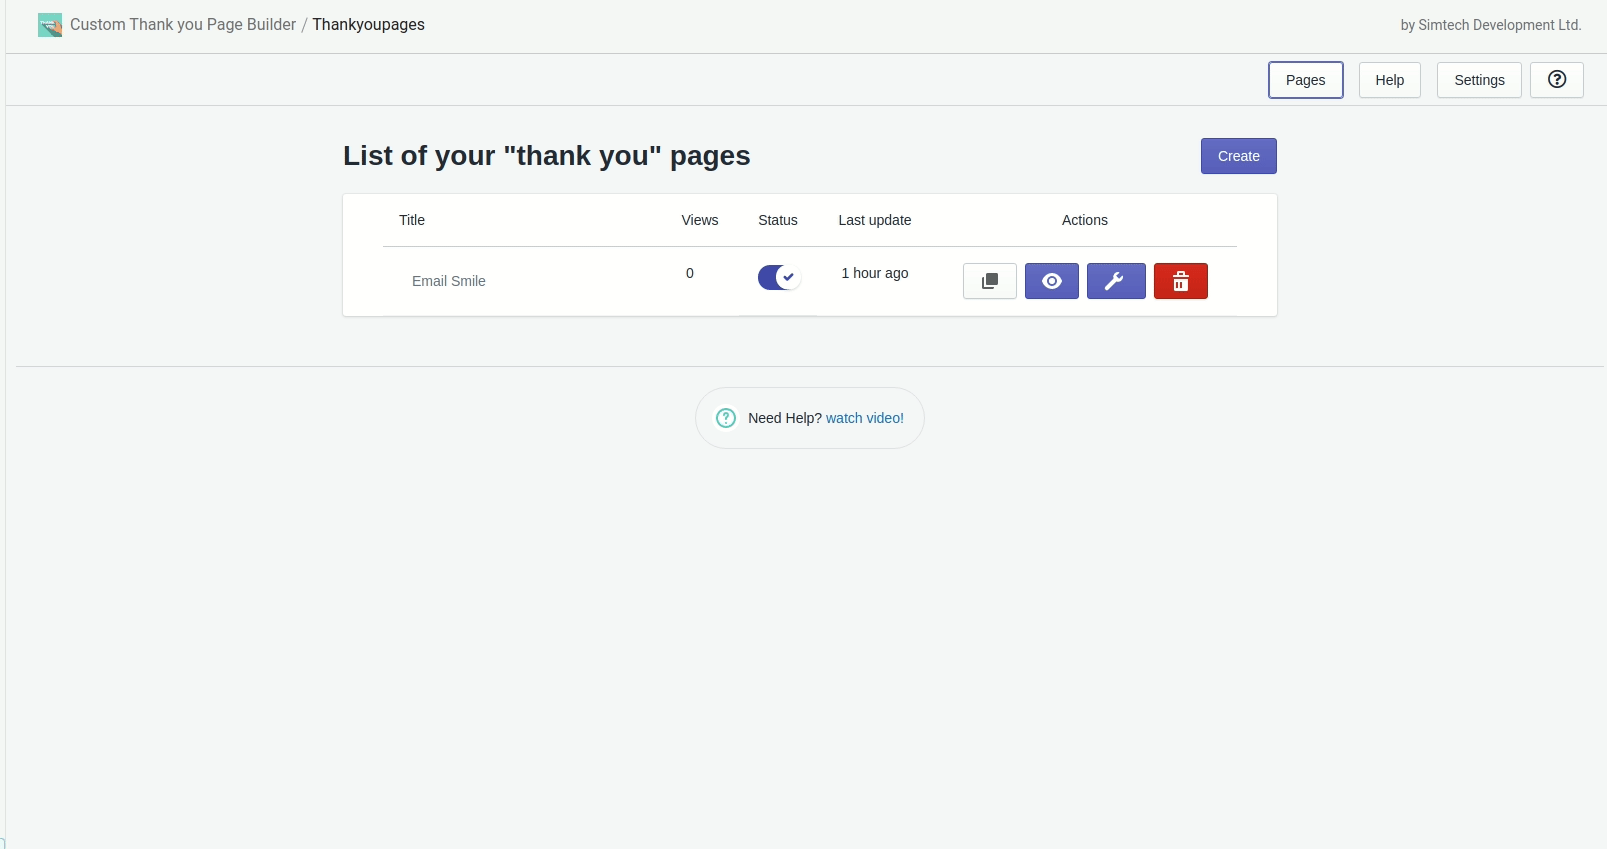 Custom Thank you Page Builder / Thankyoupages
by Simtech Development Ltd.
Pages Help Settings
List of your "thank you" pages
Create
Title Views Status Last update Actions
Email Smile 0 1 hour ago
Need Help? watch video!